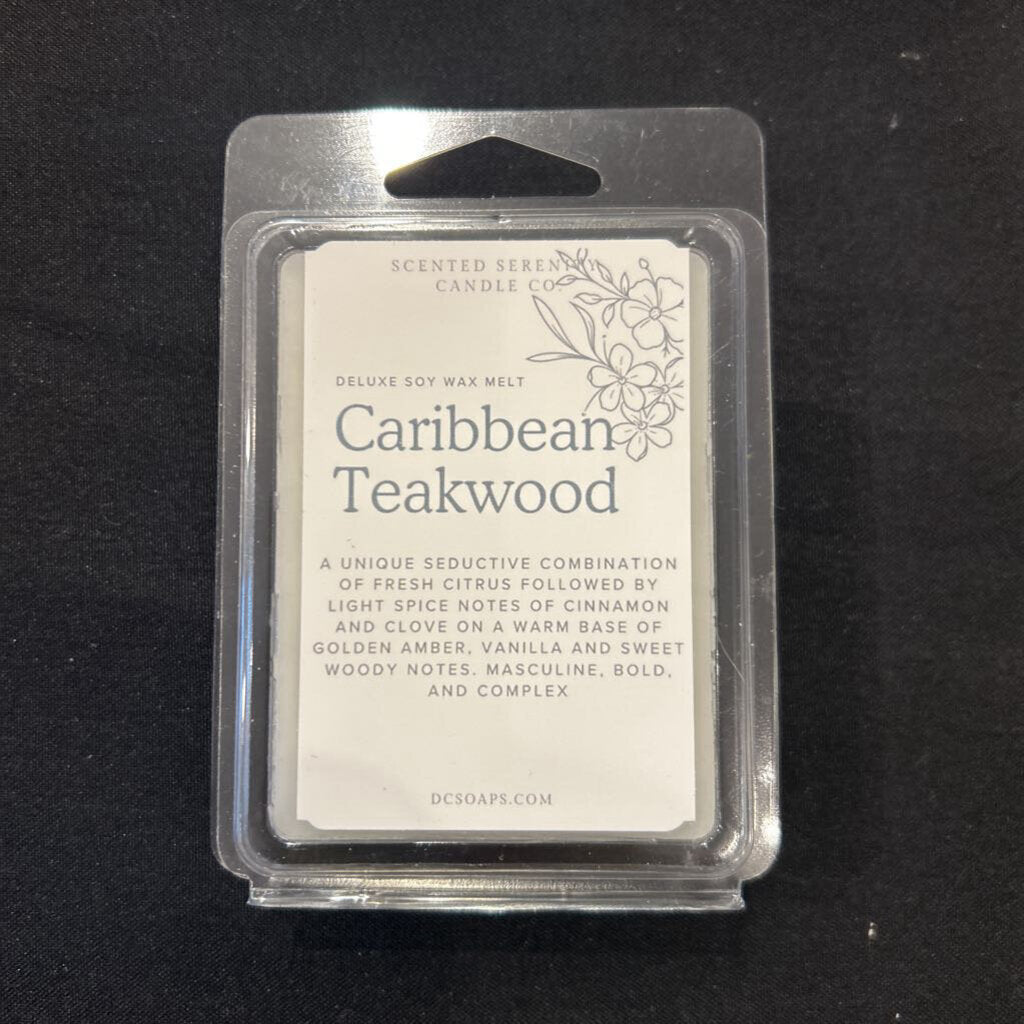 SCENTED SERENITY
CANDLE CO.
DELUXE SOY WAX MELT
Caribbean
Teakwood
A UNIQUE SEDUCTIVE COMBINATION
OF FRESH CITRUS FOLLOWED BY
LIGHT SPICE NOTES OF CINNAMON
AND CLOVE ON A WARM BASE OF
GOLDEN AMBER, VANILLA AND SWEET
WOODY NOTES. MASCULINE, BOLD,
AND COMPLEX
DCSOAPS.COM